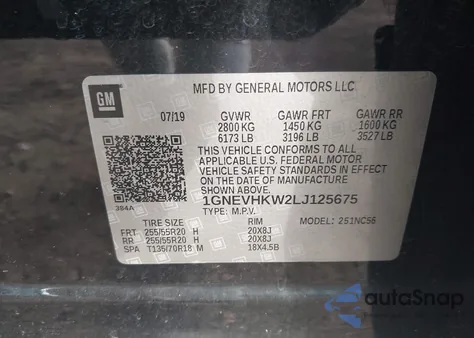 GM
MFD BY GENERAL MOTORS LLC
07/19 GVWR GAWR FRT GAWR RR
2800 KG 1450 KG 1600 KG
6173 LB 3196 LB 3527 LB
THIS VEHICLE CONFORMS TO ALL
APPLICABLE U.S. FEDERAL MOTOR
VEHICLE SAFETY STANDARDS IN EFFECT
ON THE DATE OF MANUFACTURE
SHOWN ABOVE.
384A 1GNEVHKW2LJ125675
TYPE: M.P.V.
TIRE SIZE RIM MODEL: 251NC56
FRT 255/55R20 H 20X8J
RR 255/55R20 H 20X8J
SPA T135/70R18 M 18X4.5B
autoSnap